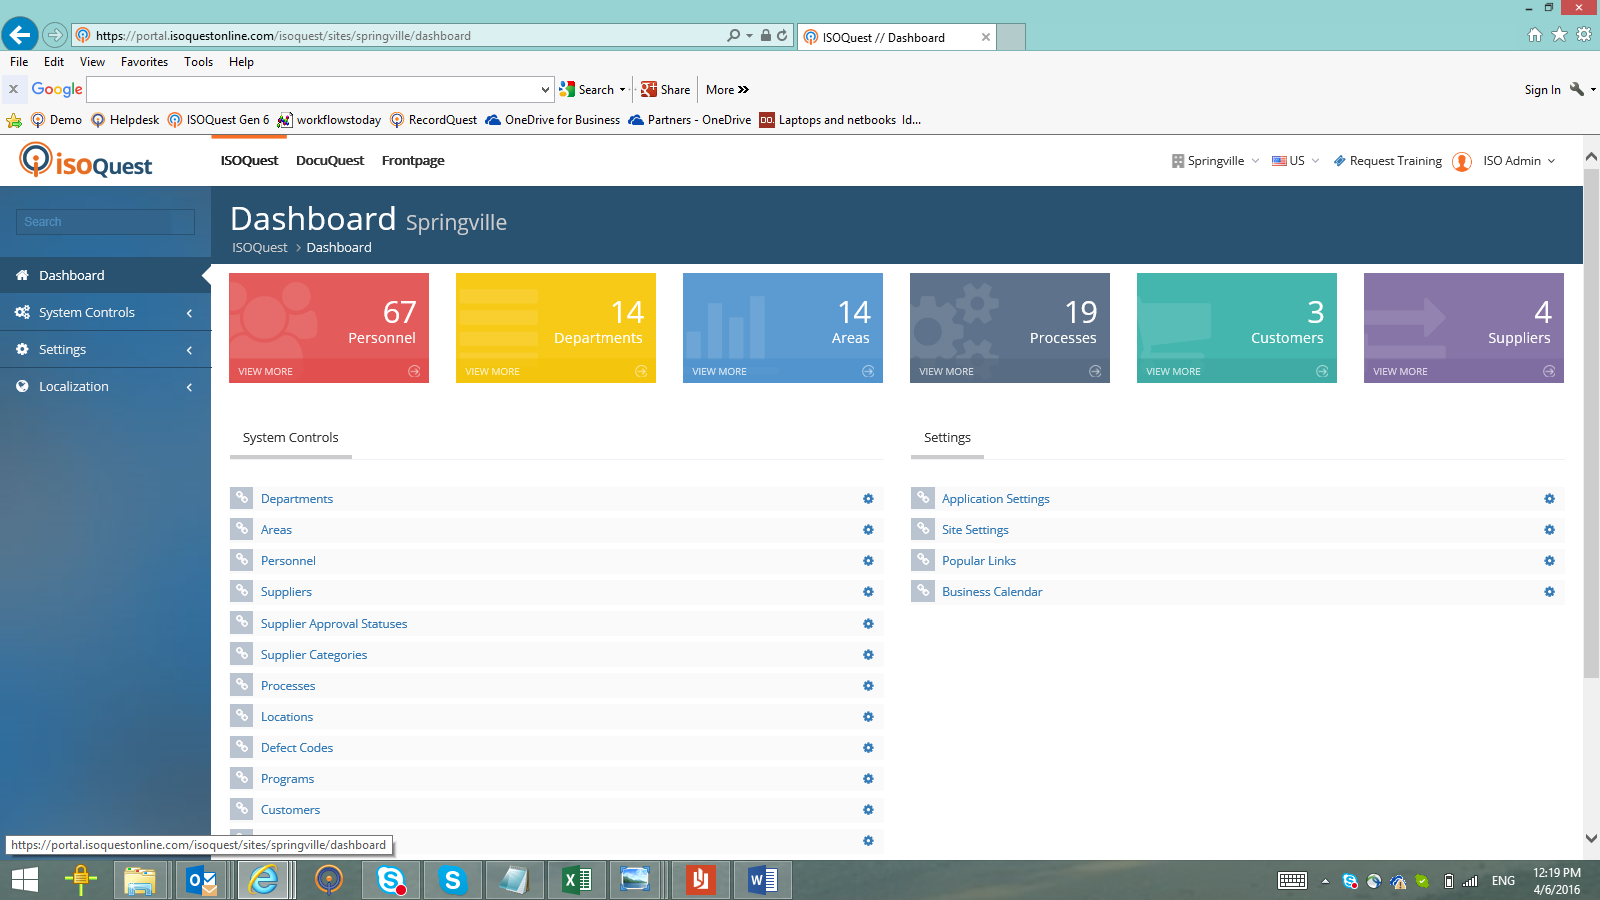 https://portal.isoquestonline.com/isoquest/sites/springville/dashboard
ISOQuest // Dashboard
File Edit View Favorites Tools Help
x Google Search Share More »
Sign In
Demo Helpdesk ISOQuest Gen 6 workflowstoday RecordQuest OneDrive for Business Partners - OneDrive Laptops and netbooks Id...
isoQuest
ISOQuest DocuQuest Frontpage
Springville US Request Training ISO Admin
Search
Dashboard Springville
ISOQuest > Dashboard
Dashboard
System Controls
Settings
Localization
67
Personnel
VIEW MORE
14
Departments
VIEW MORE
14
Areas
VIEW MORE
19
Processes
VIEW MORE
3
Customers
VIEW MORE
4
Suppliers
VIEW MORE
System Controls
Departments
Areas
Personnel
Suppliers
Supplier Approval Statuses
Supplier Categories
Processes
Locations
Defect Codes
Programs
Customers
Settings
Application Settings
Site Settings
Popular Links
Business Calendar
https://portal.isoquestonline.com/isoquest/sites/springville/dashboard
ENG
12:19 PM
4/6/2016